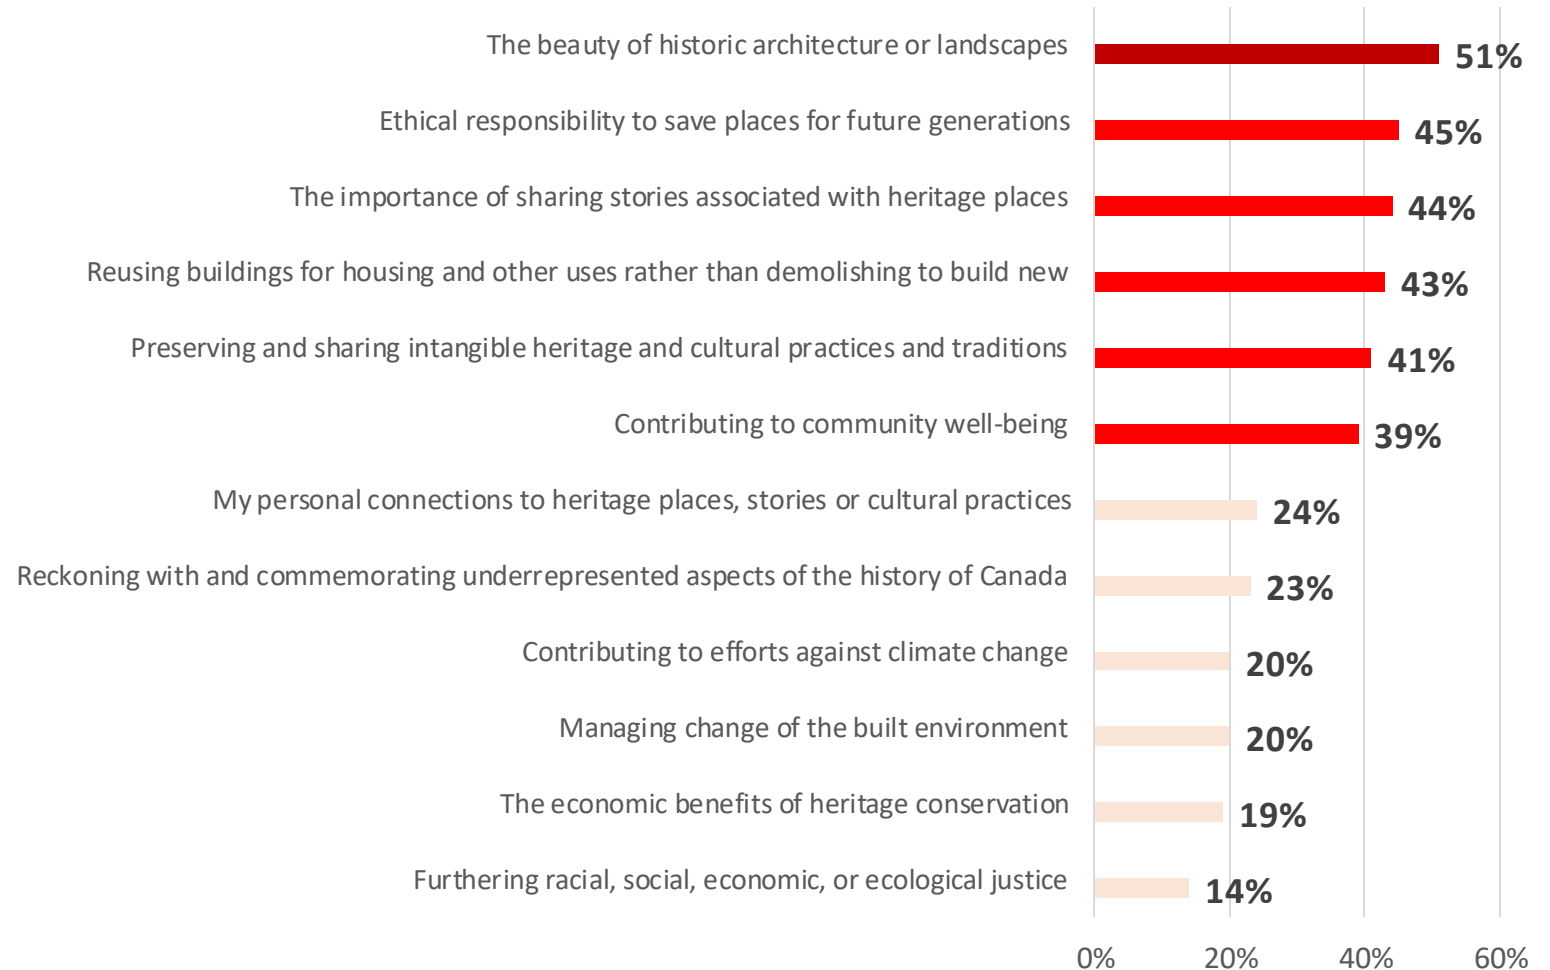 The beauty of historic architecture or landscapes 51%
Ethical responsibility to save places for future generations 45%
The importance of sharing stories associated with heritage places 44%
Reusing buildings for housing and other uses rather than demolishing to build new 43%
Preserving and sharing intangible heritage and cultural practices and traditions 41%
Contributing to community well-being 39%
My personal connections to heritage places, stories or cultural practices 24%
Reckoning with and commemorating underrepresented aspects of the history of Canada 23%
Contributing to efforts against climate change 20%
Managing change of the built environment 20%
The economic benefits of heritage conservation 19%
Furthering racial, social, economic, or ecological justice 14%
0% 20% 40% 60%